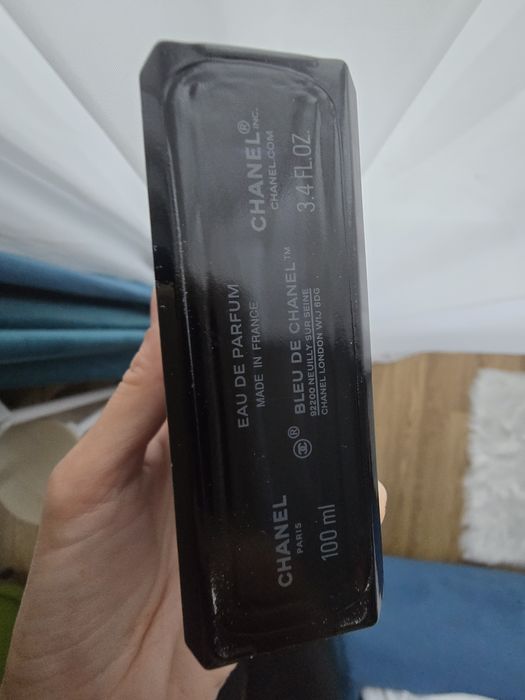 CHANEL
PARIS
EAU DE PARFUM
MADE IN FRANCE
CHANEL® INC.
CHANEL.COM
100 ml
® BLEU DE CHANEL™
92200 NEUILLY SUR SEINE
CHANEL LONDON W1J 6DG
3.4 FL.OZ.